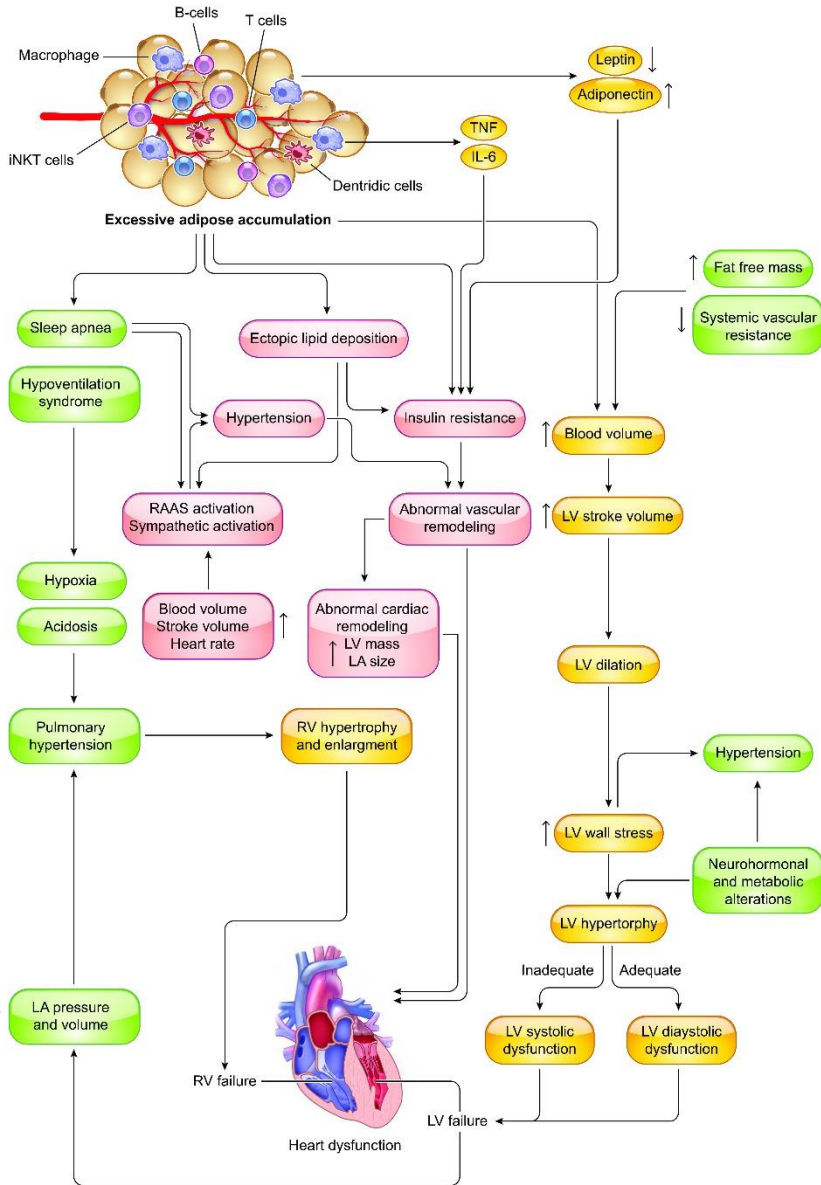 B-cells
T cells
Macrophage
Leptin ↓
Adiponectin ↑
TNF
IL-6
iNKT cells
Dentridic cells
Excessive adipose accumulation
↑ Fat free mass
Sleep apnea
Ectopic lipid deposition
↓ Systemic vascular
resistance
Hypoventilation
syndrome
Hypertension
Insulin resistance
↑ Blood volume
RAAS activation
Sympathetic activation
Abnormal vascular
remodeling
↑ LV stroke volume
Hypoxia
Acidosis
Blood volume
Stroke volume ↑
Heart rate
Abnormal cardiac
remodeling
↑ LV mass
LA size
LV dilation
Pulmonary
hypertension
RV hypertrophy
and enlargment
Hypertension
↑ LV wall stress
Neurohormonal
and metabolic
alterations
LV hypertorphy
Inadequate
Adequate
LA pressure
and volume
LV systolic
dysfunction
LV diaystolic
dysfunction
RV failure
LV failure
Heart dysfunction